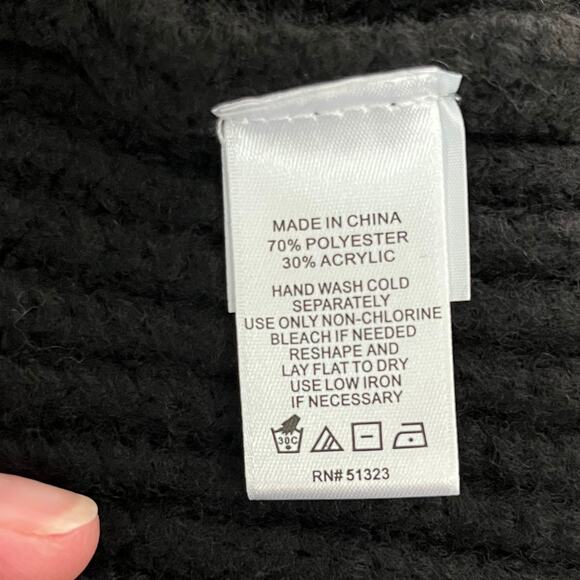 MADE IN CHINA
70% POLYESTER
30% ACRYLIC
HAND WASH COLD
SEPARATELY
USE ONLY NON-CHLORINE
BLEACH IF NEEDED
RESHAPE AND
LAY FLAT TO DRY
USE LOW IRON
IF NECESSARY
30C
RN# 51323